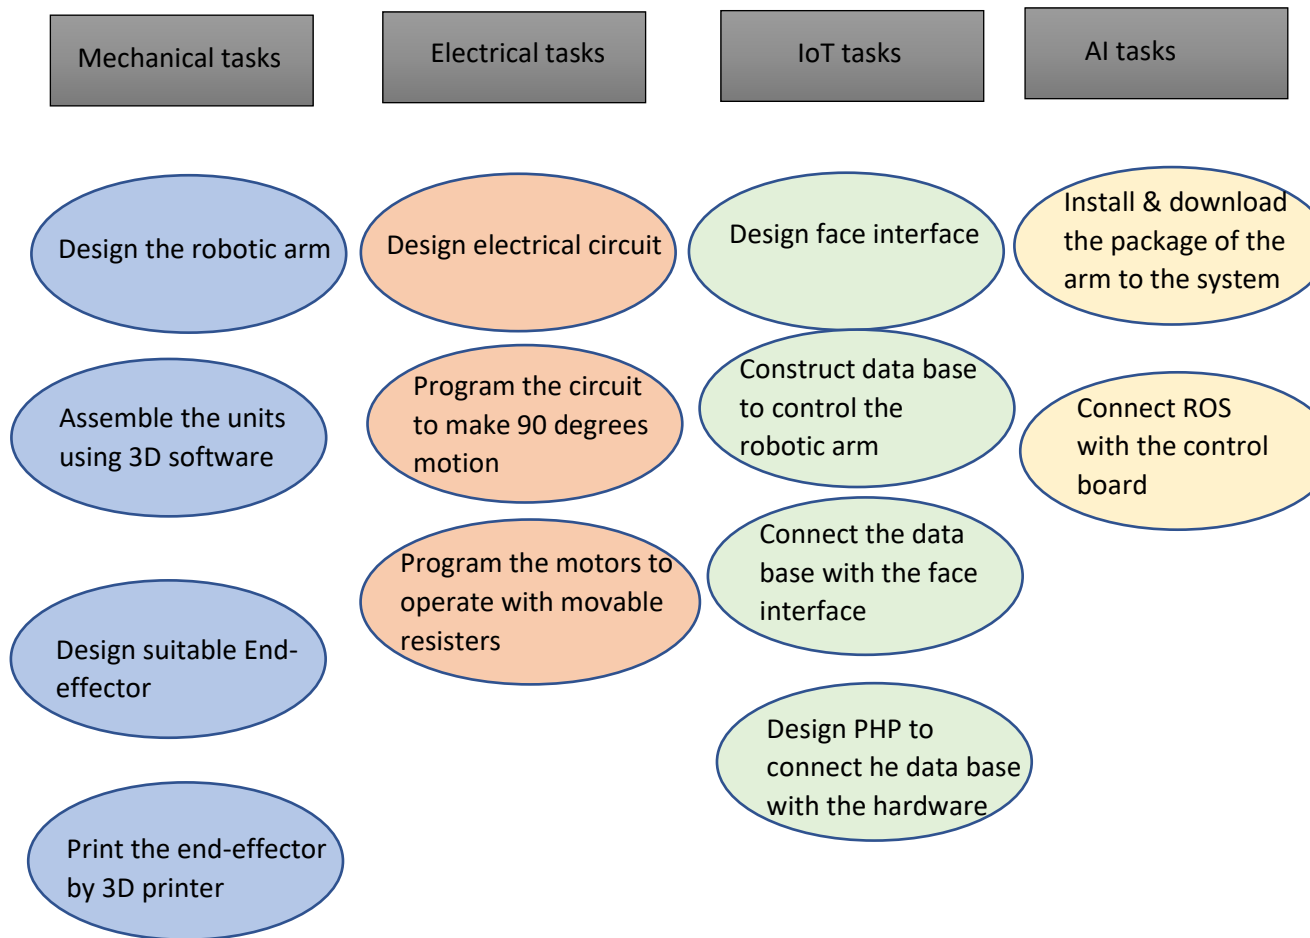 Mechanical tasks
Electrical tasks
IoT tasks
AI tasks
Design the robotic arm
Assemble the units
using 3D software
Design suitable End-
effector
Print the end-effector
by 3D printer
Design electrical circuit
Program the circuit
to make 90 degrees
motion
Program the motors to
operate with movable
resisters
Design face interface
Construct data base
to control the
robotic arm
Connect the data
base with the face
interface
Design PHP to
connect he data base
with the hardware
Install & download
the package of the
arm to the system
Connect ROS
with the control
board